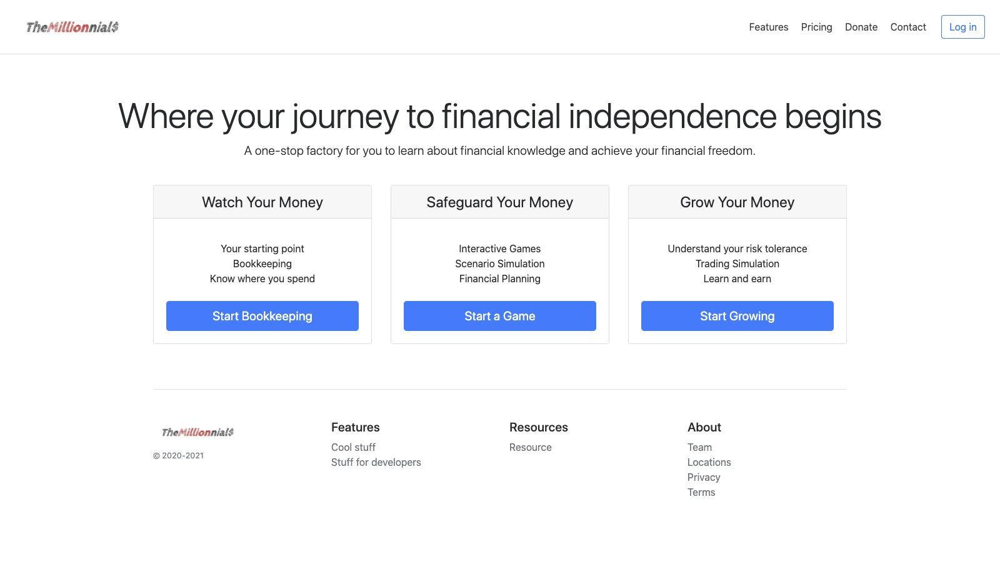 TheMillionnial$
Features Pricing Donate Contact Log in
Where your journey to financial independence begins
A one-stop factory for you to learn about financial knowledge and achieve your financial freedom.
Watch Your Money
Your starting point
Bookkeeping
Know where you spend
Start Bookkeeping
Safeguard Your Money
Interactive Games
Scenario Simulation
Financial Planning
Start a Game
Grow Your Money
Understand your risk tolerance
Trading Simulation
Learn and earn
Start Growing
TheMillionnial$
© 2020-2021
Features
Cool stuff
Stuff for developers
Resources
Resource
About
Team
Locations
Privacy
Terms